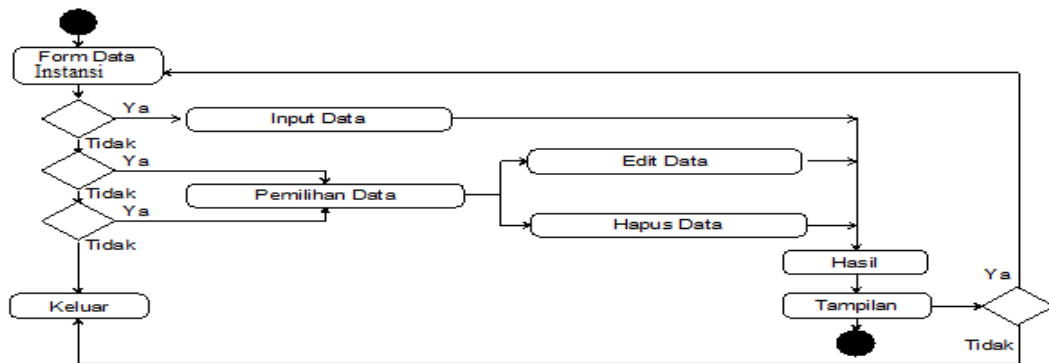 Form Data
Instansi
Ya
Input Data
Tidak
Ya
Edit Data
Tidak
Pemilihan Data
Ya
Hapus Data
Tidak
Hasil
Ya
Keluar
Tampilan
Tidak